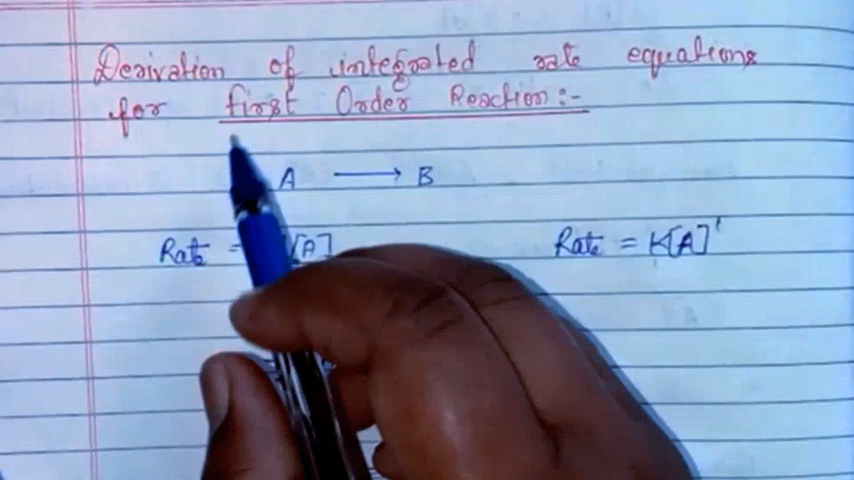 Derivation of integrated rate equations
for first Order Reaction:-
A ⟶ B
Rate = [A] Rate = K[A]¹